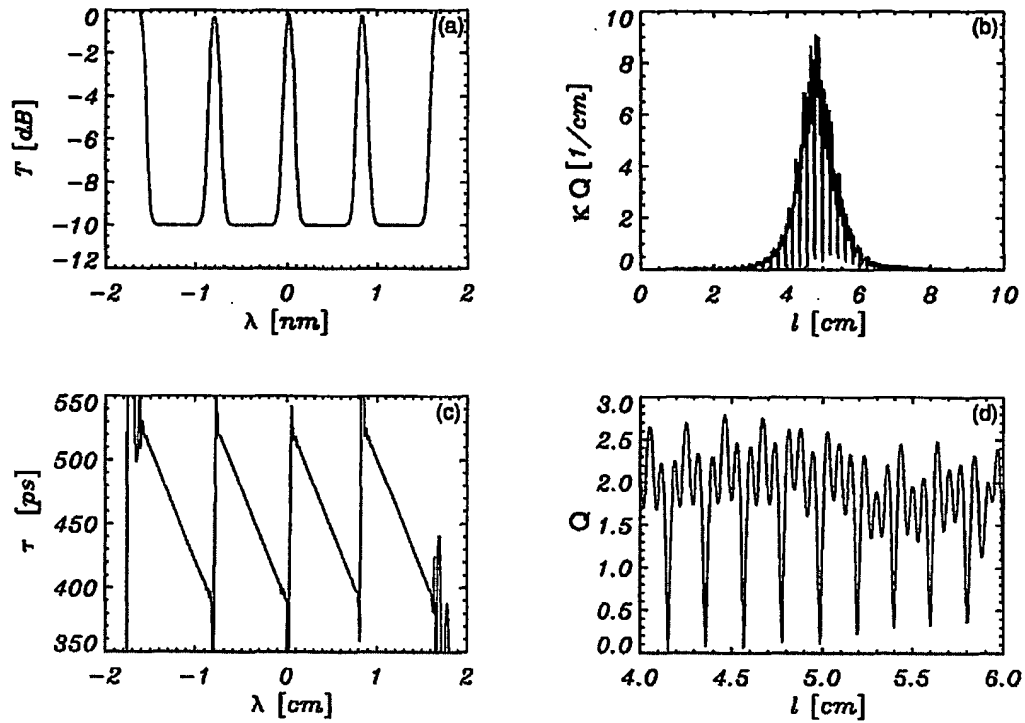 (a)
T [dB]
0
-2
-4
-6
-8
-10
-12
-2 -1 0 1 2
λ [nm]
(b)
κ Q [1/cm]
10
8
6
4
2
0
0 2 4 6 8 10
l [cm]
(c)
τ [ps]
550
500
450
400
350
-2 -1 0 1 2
λ [cm]
(d)
Q
3.0
2.5
2.0
1.5
1.0
0.5
0.0
4.0 4.5 5.0 5.5 6.0
l [cm]